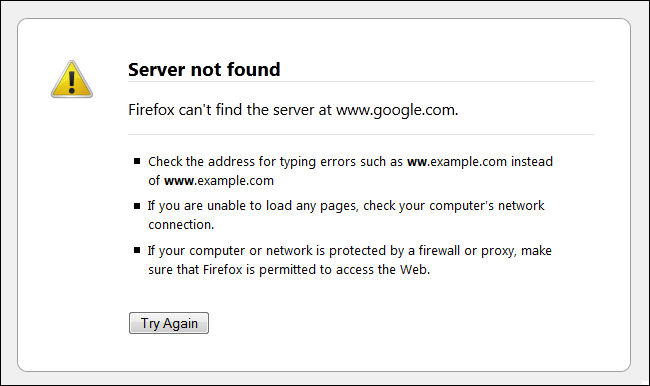 Server not found
Firefox can't find the server at www.google.com.
Check the address for typing errors such as ww.example.com instead
of www.example.com
If you are unable to load any pages, check your computer's network
connection.
If your computer or network is protected by a firewall or proxy, make
sure that Firefox is permitted to access the Web.
Try Again